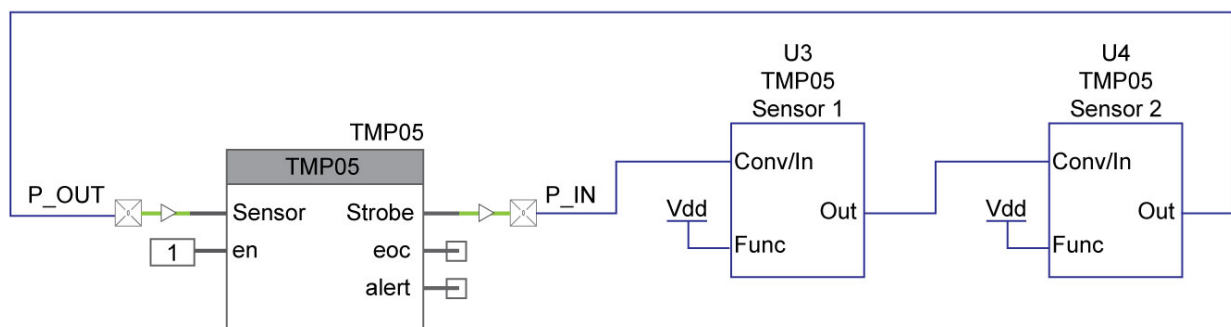 U3
TMP05
Sensor 1
U4
TMP05
Sensor 2
TMP05
TMP05
P_OUT
Sensor
Strobe
P_IN
1
en
eoc
alert
Conv/In
Out
Vdd
Func
Conv/In
Out
Vdd
Func